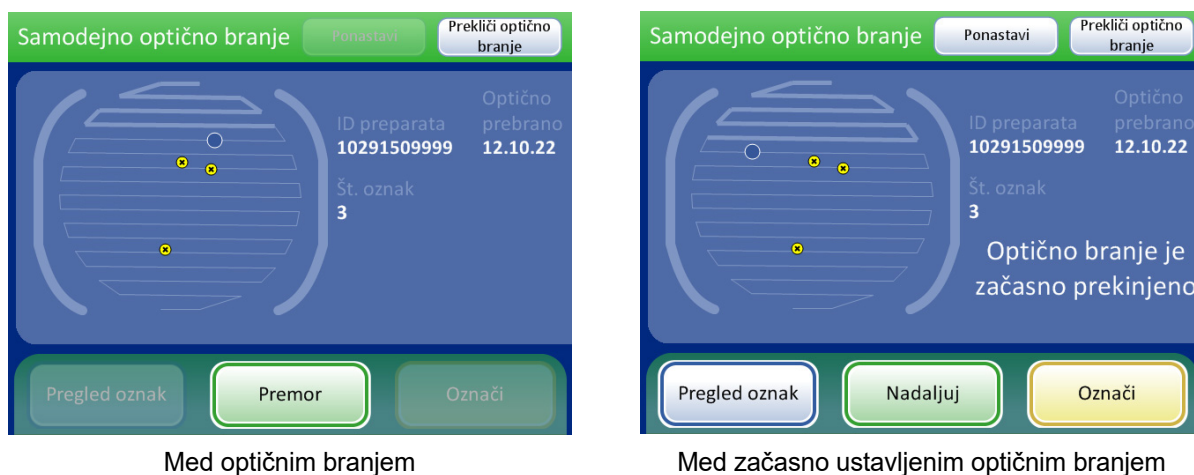 Samodejno optično branje
Ponastavi
Prekliči optično
branje
ID preparata
10291509999
Optično
prebrano
12.10.22
Št. oznak
3
Pregled oznak
Premor
Označi
Med optičnim branjem
Samodejno optično branje
Ponastavi
Prekliči optično
branje
ID preparata
10291509999
Optično
prebrano
12.10.22
Št. oznak
3
Optično branje je
začasno prekinjeno
Pregled oznak
Nadaljuj
Označi
Med začasno ustavljenim optičnim branjem